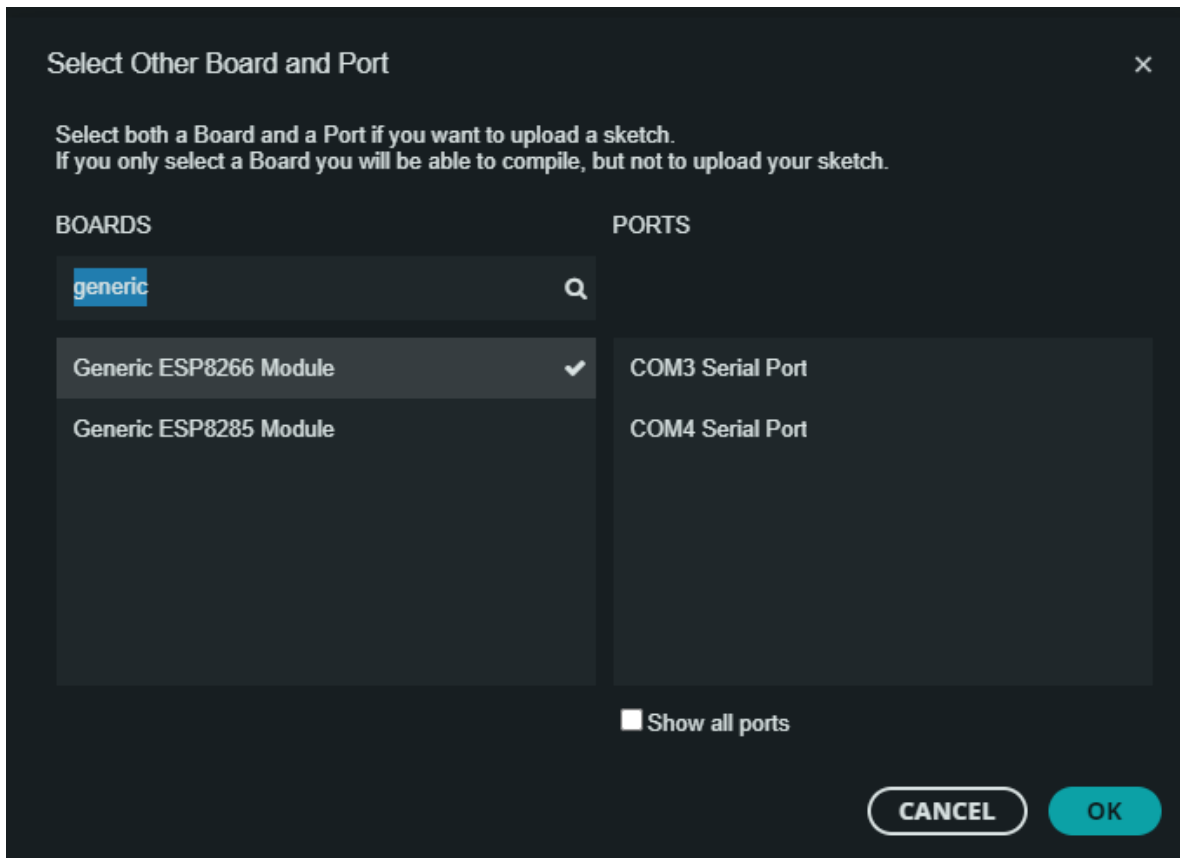 Select Other Board and Port
Select both a Board and a Port if you want to upload a sketch.
If you only select a Board you will be able to compile, but not to upload your sketch.
BOARDS
generic
Generic ESP8266 Module
Generic ESP8285 Module
PORTS
COM3 Serial Port
COM4 Serial Port
Show all ports
CANCEL
OK